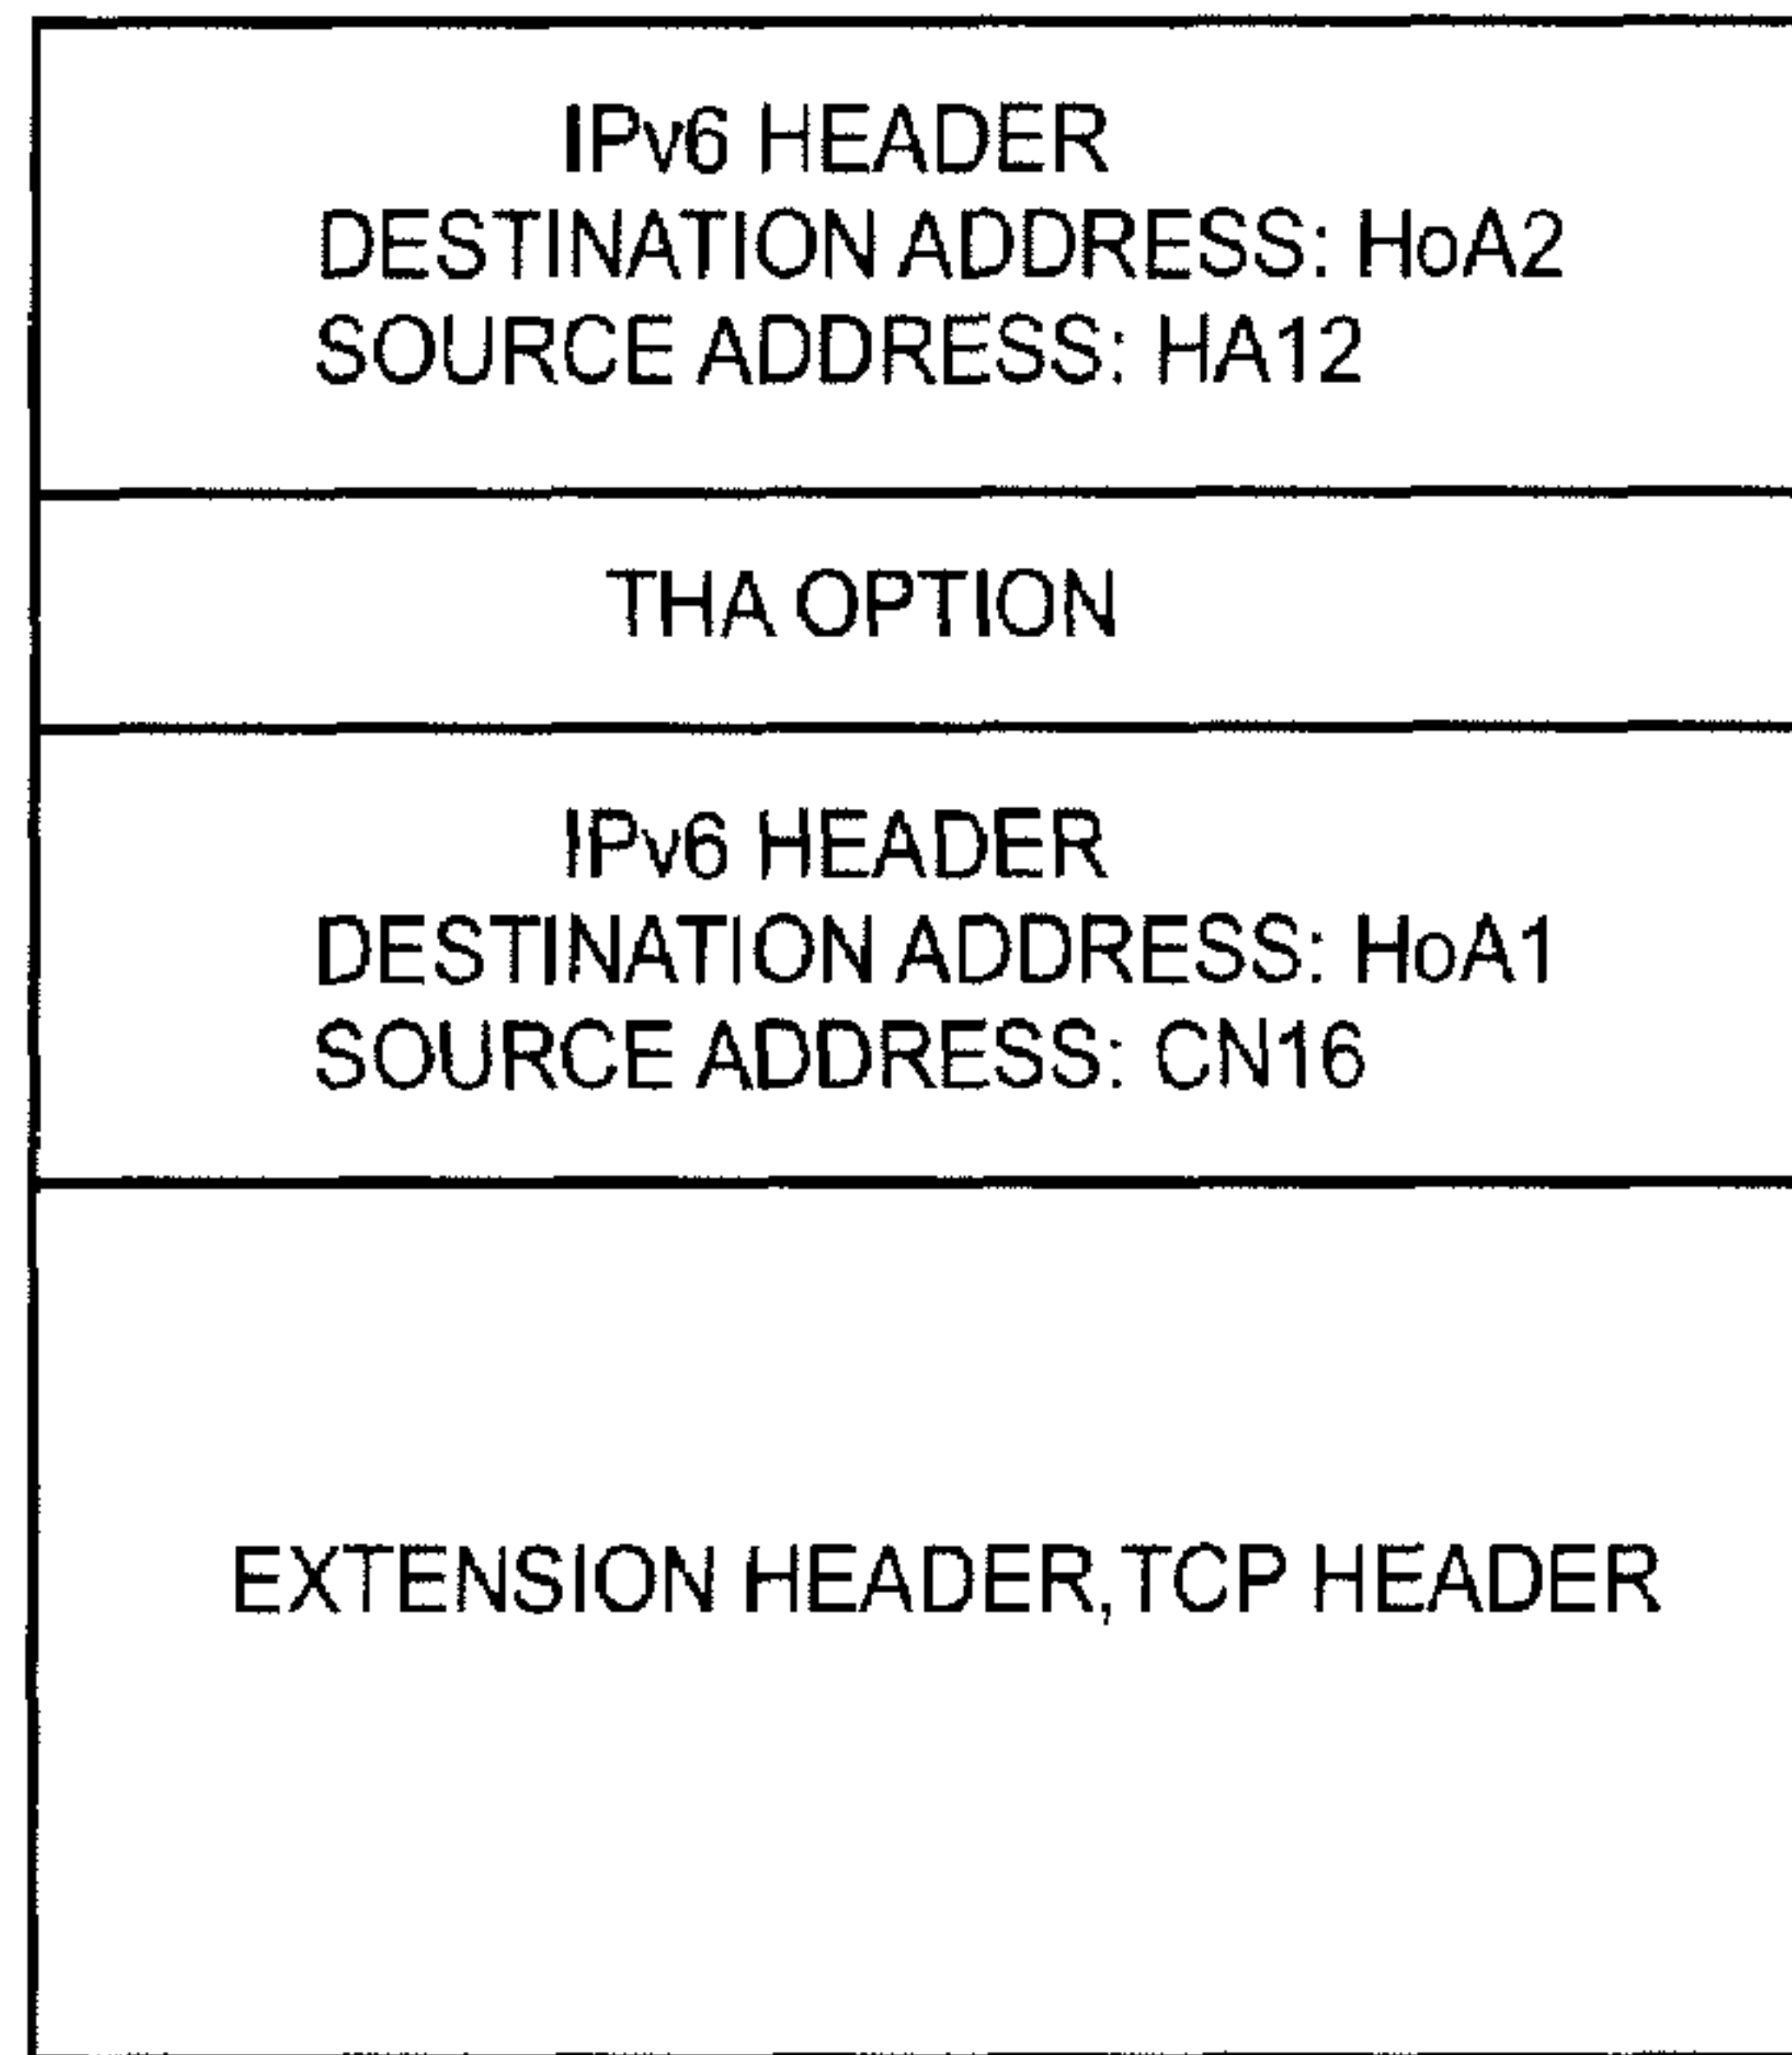 IPv6 HEADER
DESTINATION ADDRESS: HoA2
SOURCE ADDRESS: HA12
THA OPTION
IPv6 HEADER
DESTINATION ADDRESS: HoA1
SOURCE ADDRESS: CN16
EXTENSION HEADER,TCP HEADER